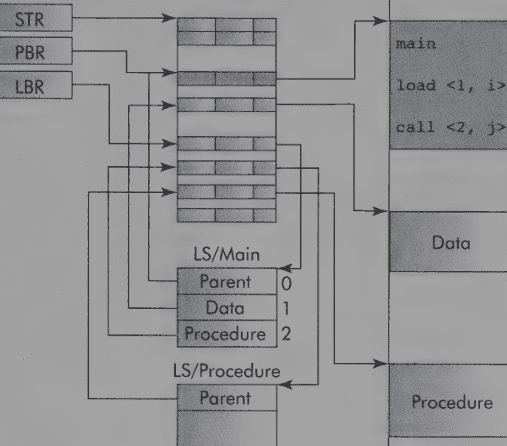 STR
PBR
LBR
main
load <1, i>
call <2, j>
Data
LS/Main
Parent 0
Data 1
Procedure 2
LS/Procedure
Parent
Procedure